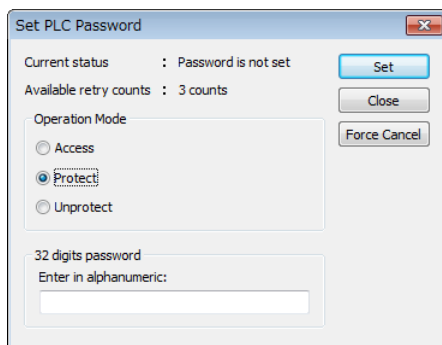 Set PLC Password
Current status : Password is not set
Available retry counts : 3 counts
Operation Mode
Access
Protect
Unprotect
32 digits password
Enter in alphanumeric:
Set
Close
Force Cancel